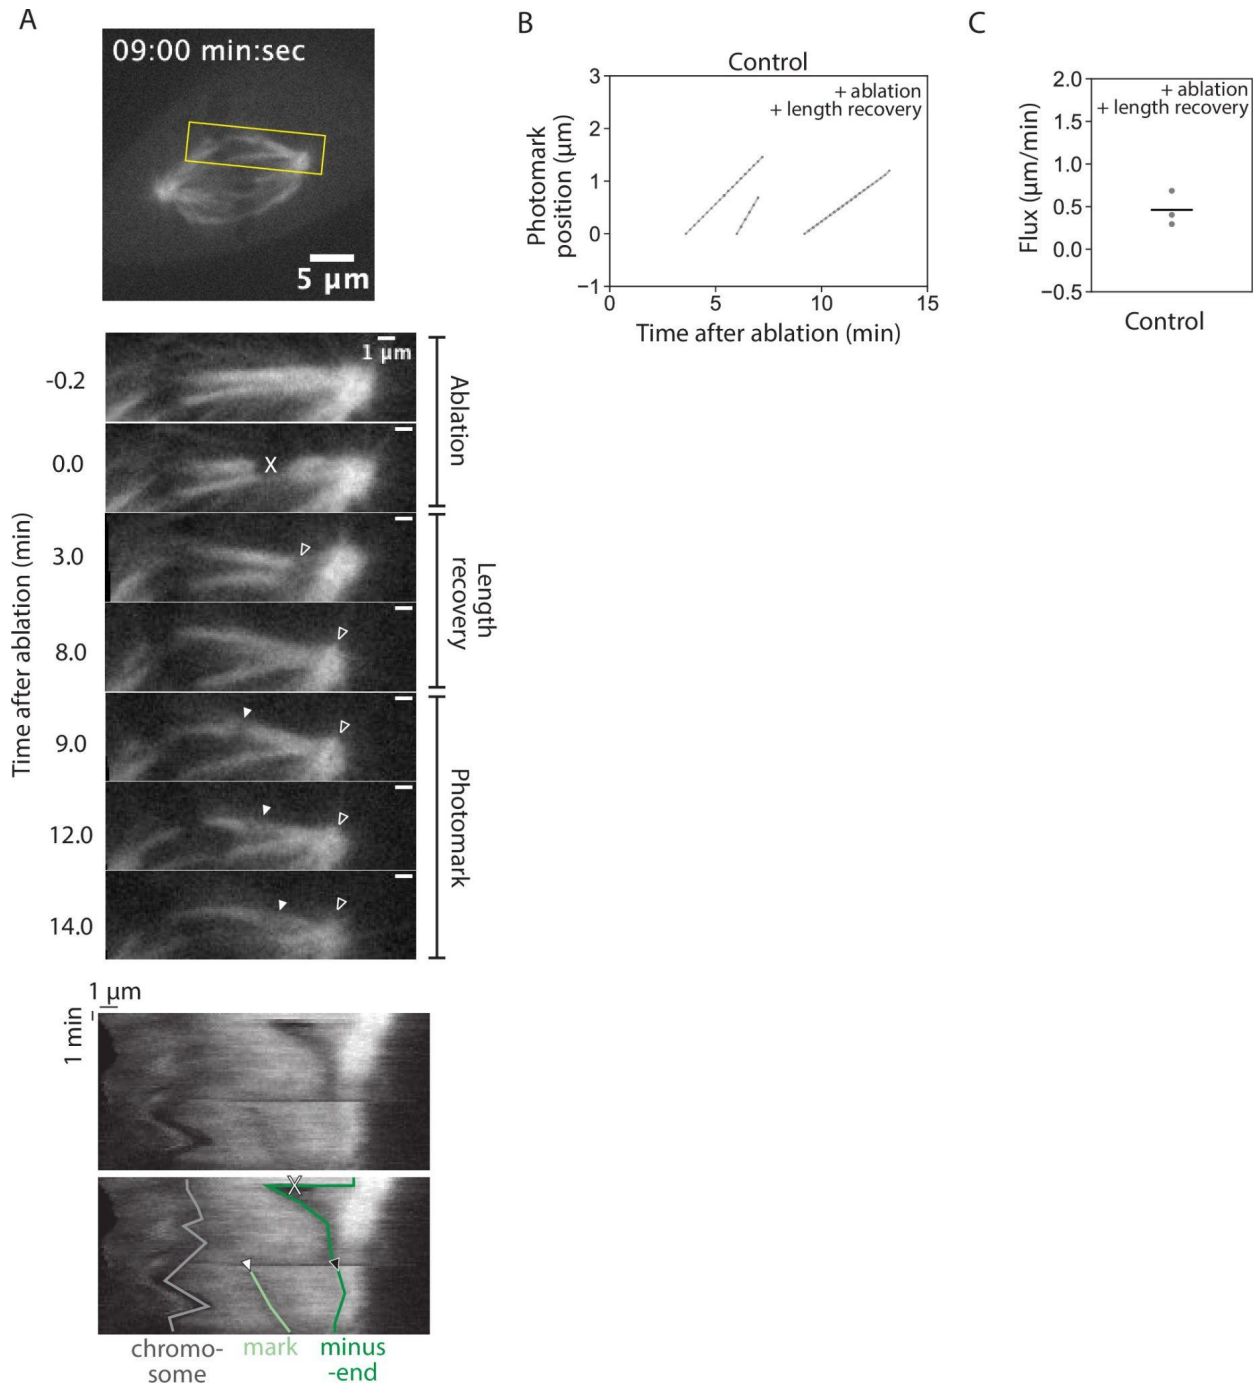 A
09:00 min:sec
5 µm
Time after ablation (min)
1 µm
-0.2
0.0
X
3.0
8.0
9.0
12.0
14.0
Ablation
Length
recovery
Photomark
1 µm
1 min
X
chromo-
some
mark
minus
-end
B
Control
+ ablation
+ length recovery
Photomark
position (µm)
3
2
1
0
−1
0
5
10
15
Time after ablation (min)
C
+ ablation
+ length recovery
Flux (µm/min)
2.0
1.5
1.0
0.5
0.0
−0.5
Control